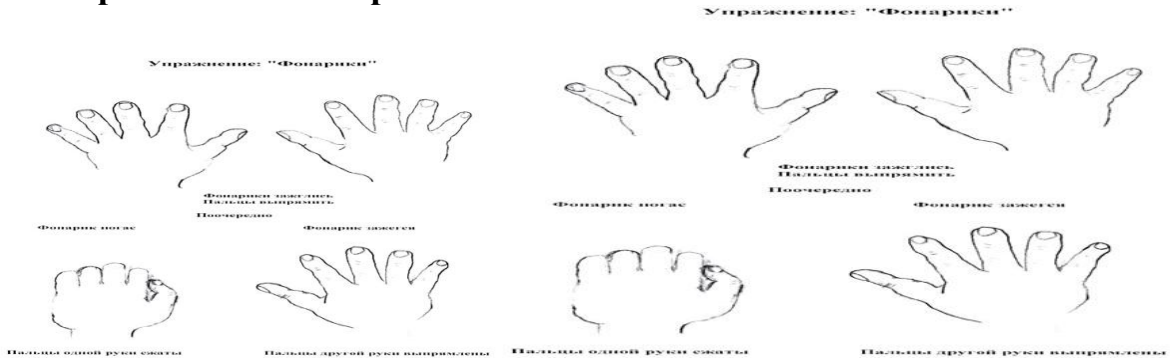 Упражнение: "Фонарики"
Фонарики зажглись
Пальцы выпрямить
Поочередно
Фонарик погас
Фонарик зажегся
Пальцы одной руки сжаты
Пальцы другой руки выпрямлены
Упражнение: "Фонарики"
Фонарики зажглись
Пальцы выпрямить
Поочередно
Фонарик погас
Фонарик зажегся
Пальцы одной руки сжаты
Пальцы другой руки выпрямлены